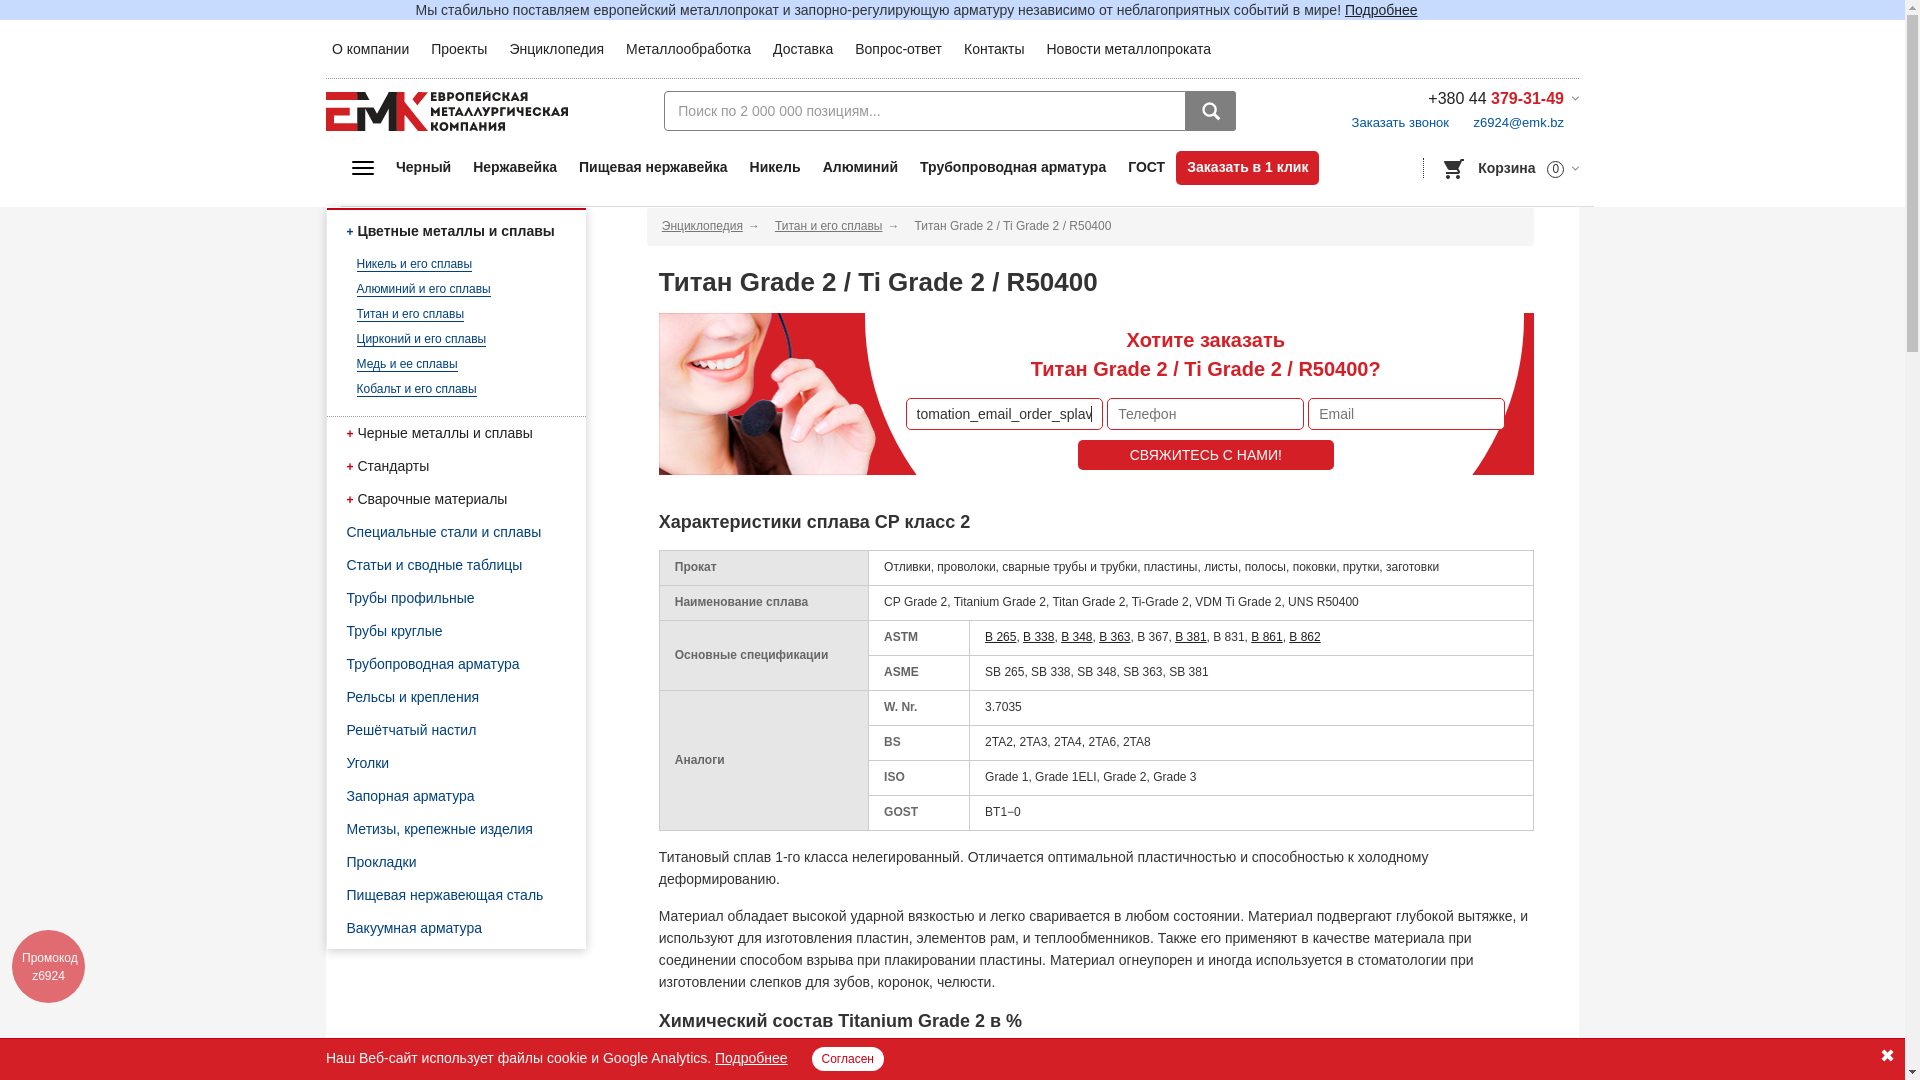 Мы стабильно поставляем европейский металлопрокат и запорно-регулирующую арматуру независимо от неблагоприятных событий в мире! Подробнее
О компании Проекты Энциклопедия Металлообработка Доставка Вопрос-ответ Контакты Новости металлопроката
ЕМК ЕВРОПЕЙСКАЯ
МЕТАЛЛУРГИЧЕСКАЯ
КОМПАНИЯ
Поиск по 2 000 000 позициям...
+380 44 379-31-49
Заказать звонок z6924@emk.bz
Черный Нержавейка Пищевая нержавейка Никель Алюминий Трубопроводная арматура ГОСТ Заказать в 1 клик
Корзина 0
+ Цветные металлы и сплавы
Никель и его сплавы
Алюминий и его сплавы
Титан и его сплавы
Цирконий и его сплавы
Медь и ее сплавы
Кобальт и его сплавы
+ Черные металлы и сплавы
+ Стандарты
+ Сварочные материалы
Специальные стали и сплавы
Статьи и сводные таблицы
Трубы профильные
Трубы круглые
Трубопроводная арматура
Рельсы и крепления
Решётчатый настил
Уголки
Запорная арматура
Метизы, крепежные изделия
Прокладки
Пищевая нержавеющая сталь
Вакуумная арматура
Энциклопедия → Титан и его сплавы → Титан Grade 2 / Ti Grade 2 / R50400
Титан Grade 2 / Ti Grade 2 / R50400
Хотите заказать
Титан Grade 2 / Ti Grade 2 / R50400?
tomation_email_order_splav Телефон Email
СВЯЖИТЕСЬ С НАМИ!
Характеристики сплава CP класс 2
Прокат Отливки, проволоки, сварные трубы и трубки, пластины, листы, полосы, поковки, прутки, заготовки
Наименование сплава CP Grade 2, Titanium Grade 2, Titan Grade 2, Ti-Grade 2, VDM Ti Grade 2, UNS R50400
Основные спецификации
ASTM B 265, B 338, B 348, B 363, B 367, B 381, B 831, B 861, B 862
ASME SB 265, SB 338, SB 348, SB 363, SB 381
Аналоги
W. Nr. 3.7035
BS 2TA2, 2TA3, 2TA4, 2TA6, 2TA8
ISO Grade 1, Grade 1ELI, Grade 2, Grade 3
GOST ВТ1−0
Титановый сплав 1-го класса нелегированный. Отличается оптимальной пластичностью и способностью к холодному
деформированию.
Материал обладает высокой ударной вязкостью и легко сваривается в любом состоянии. Материал подвергают глубокой вытяжке, и
используют для изготовления пластин, элементов рам, и теплообменников. Также его применяют в качестве материала при
соединении способом взрыва при плакировании пластины. Материал огнеупорен и иногда используется в стоматологии при
изготовлении слепков для зубов, коронок, челюсти.
Химический состав Titanium Grade 2 в %
Промокод
z6924
Наш Веб-сайт использует файлы cookie и Google Analytics. Подробнее Согласен